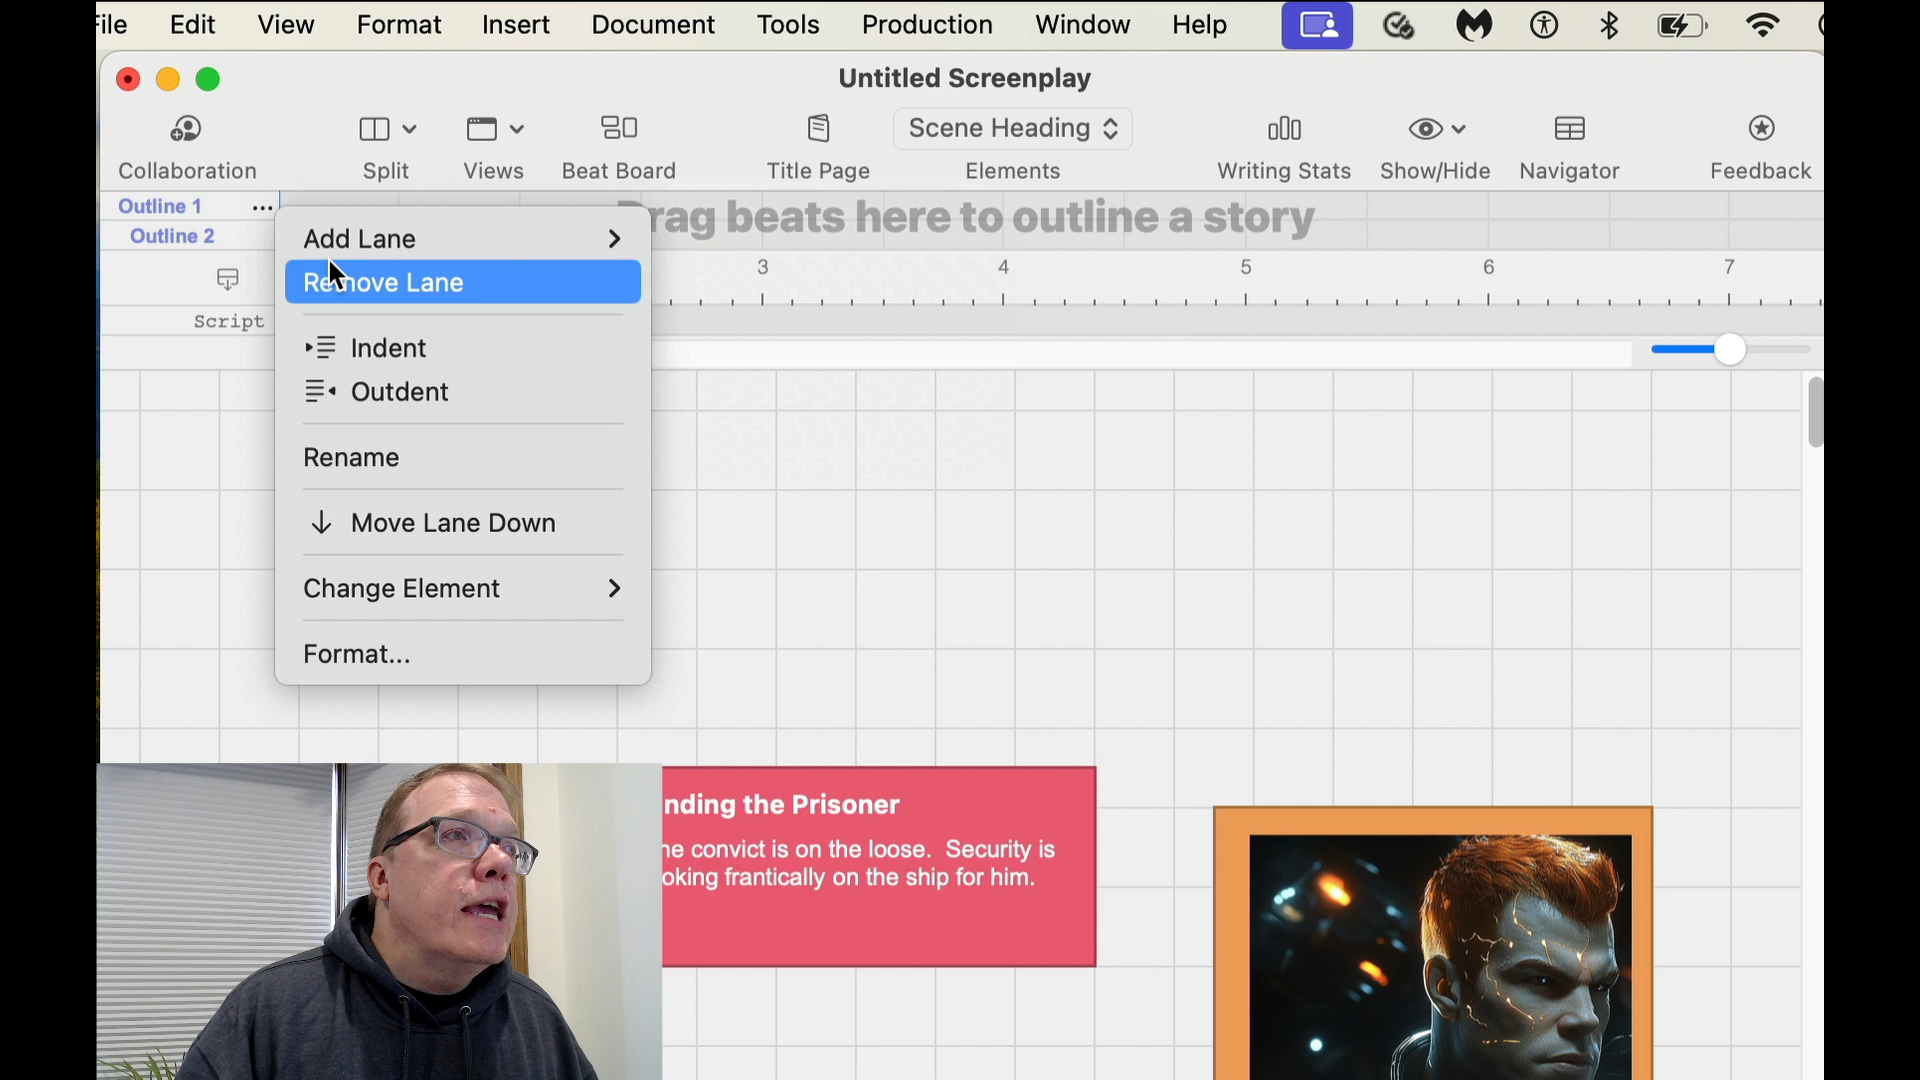 ile Edit View Format Insert Document Tools Production Window Help
Untitled Screenplay
Scene Heading
Collaboration Split Views Beat Board Title Page Elements Writing Stats Show/Hide Navigator Feedback
Outline 1 ...
Outline 2
rag beats here to outline a story
3 4 5 6 7
Script
Add Lane
Remove Lane
Indent
Outdent
Rename
Move Lane Down
Change Element
Format...
nding the Prisoner
he convict is on the loose. Security is
oking frantically on the ship for him.